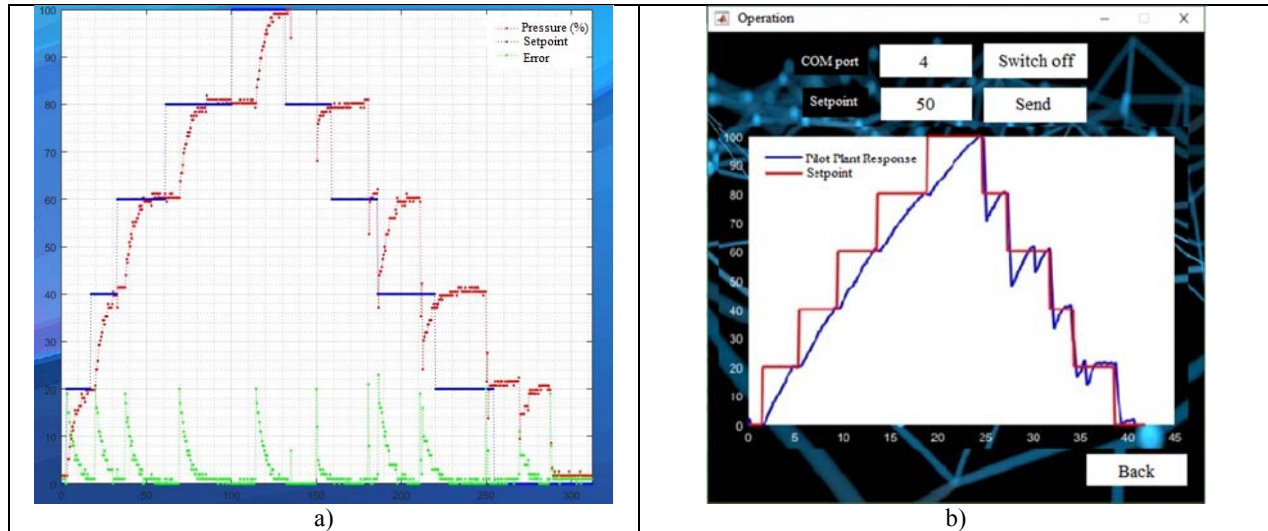 100
90
80
70
60
50
40
30
20
10
0
0 50 100 150 200 250 300
Pressure (%)
Setpoint
Error
a)
Operation
COM port 4 Switch off
Setpoint 50 Send
100
90
80
70
60
50
40
30
20
10
0
0 5 10 15 20 25 30 35 40 45
Pilot Plant Response
Setpoint
Back
b)